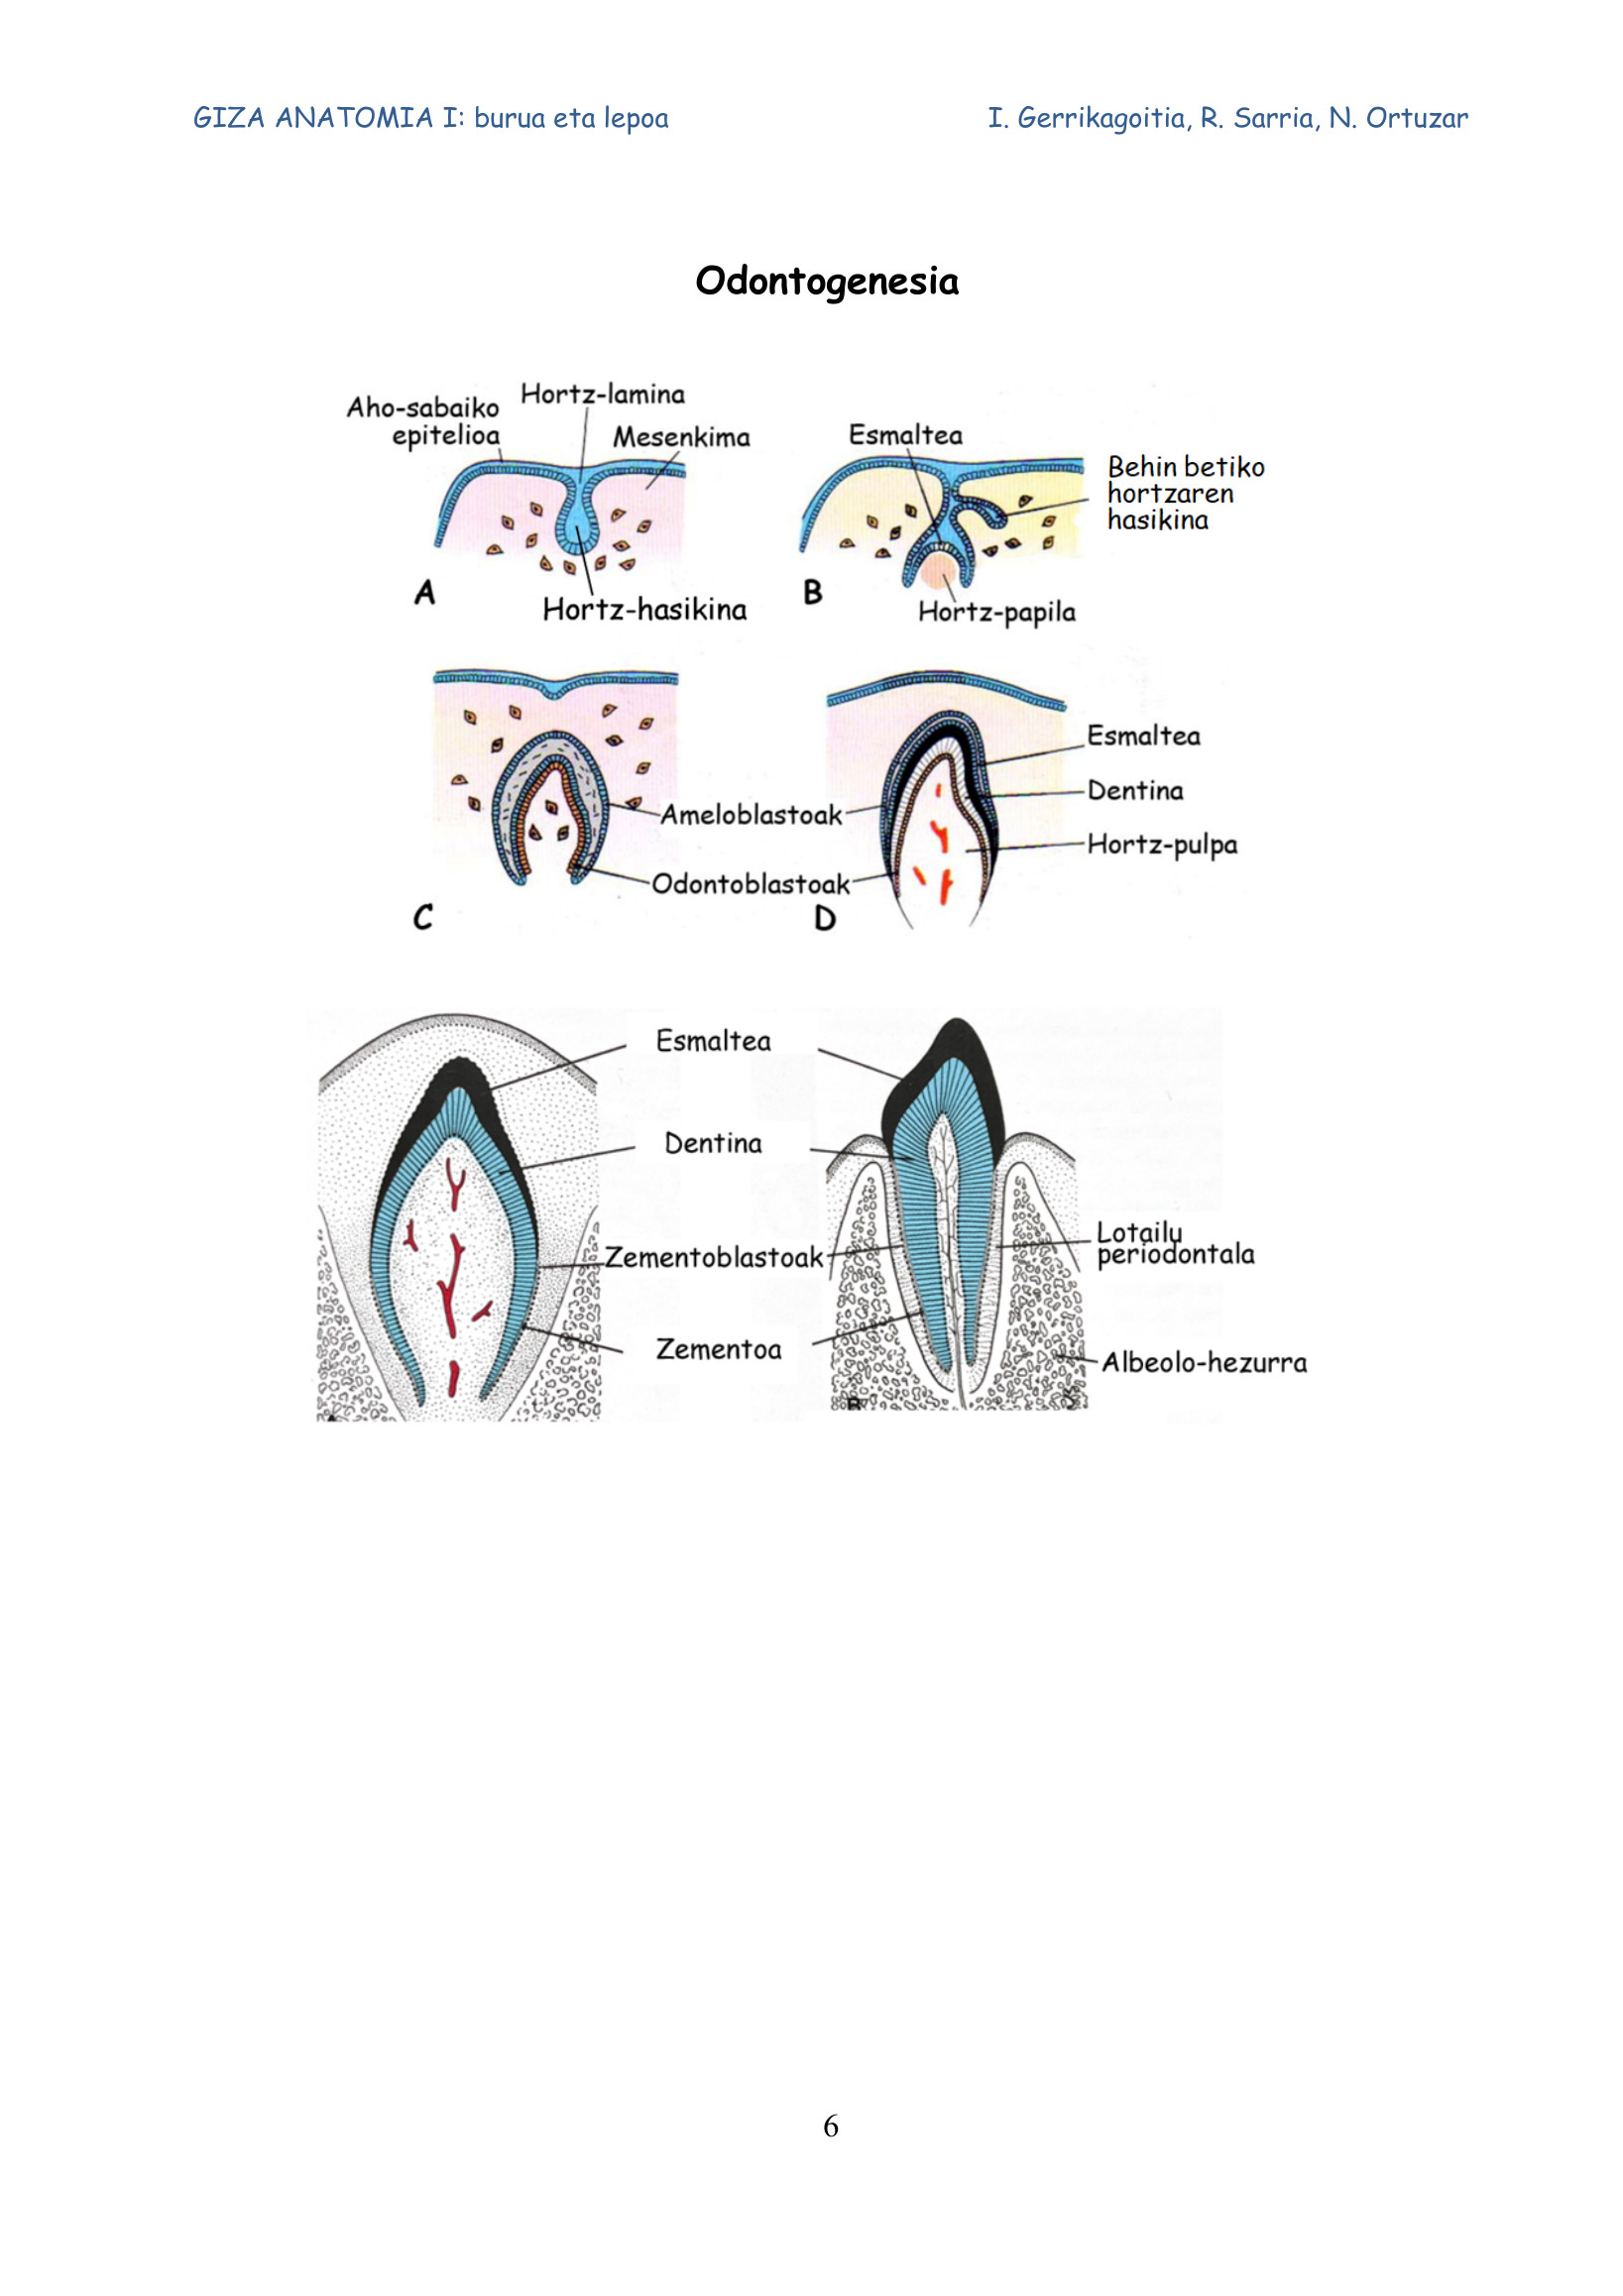 GIZA ANATOMIA I: burua eta lepoa
I. Gerrikagoitia, R. Sarria, N. Ortuzar
Odontogenesia
Aho-sabaiko
epitelioa
Hortz-lamina
Mesenkima
Hortz-hasikina
A
Esmaltea
Behin betiko
hortzaren
hasikina
Hortz-papila
B
Ameloblastoak
Odontoblastoak
C
D
Esmaltea
Dentina
Hortz-pulpa
Esmaltea
Dentina
Zementoblastoak
Zementoa
Lotailu
periodontala
Albeolo-hezurra
B
6